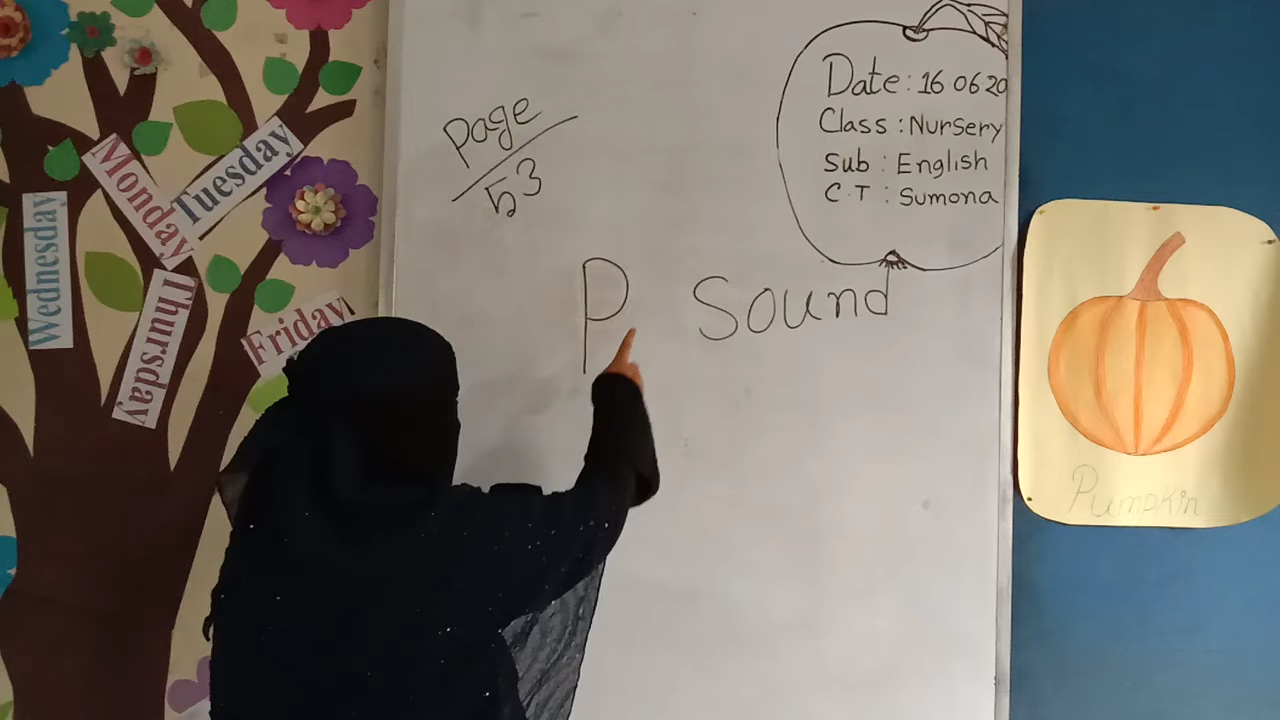 Monday
Tuesday
Wednesday
Thursday
Friday
Page
53
Date : 16 06 20
Class : Nursery
Sub : English
C.T : Sumona
P Sound
Pumpkin